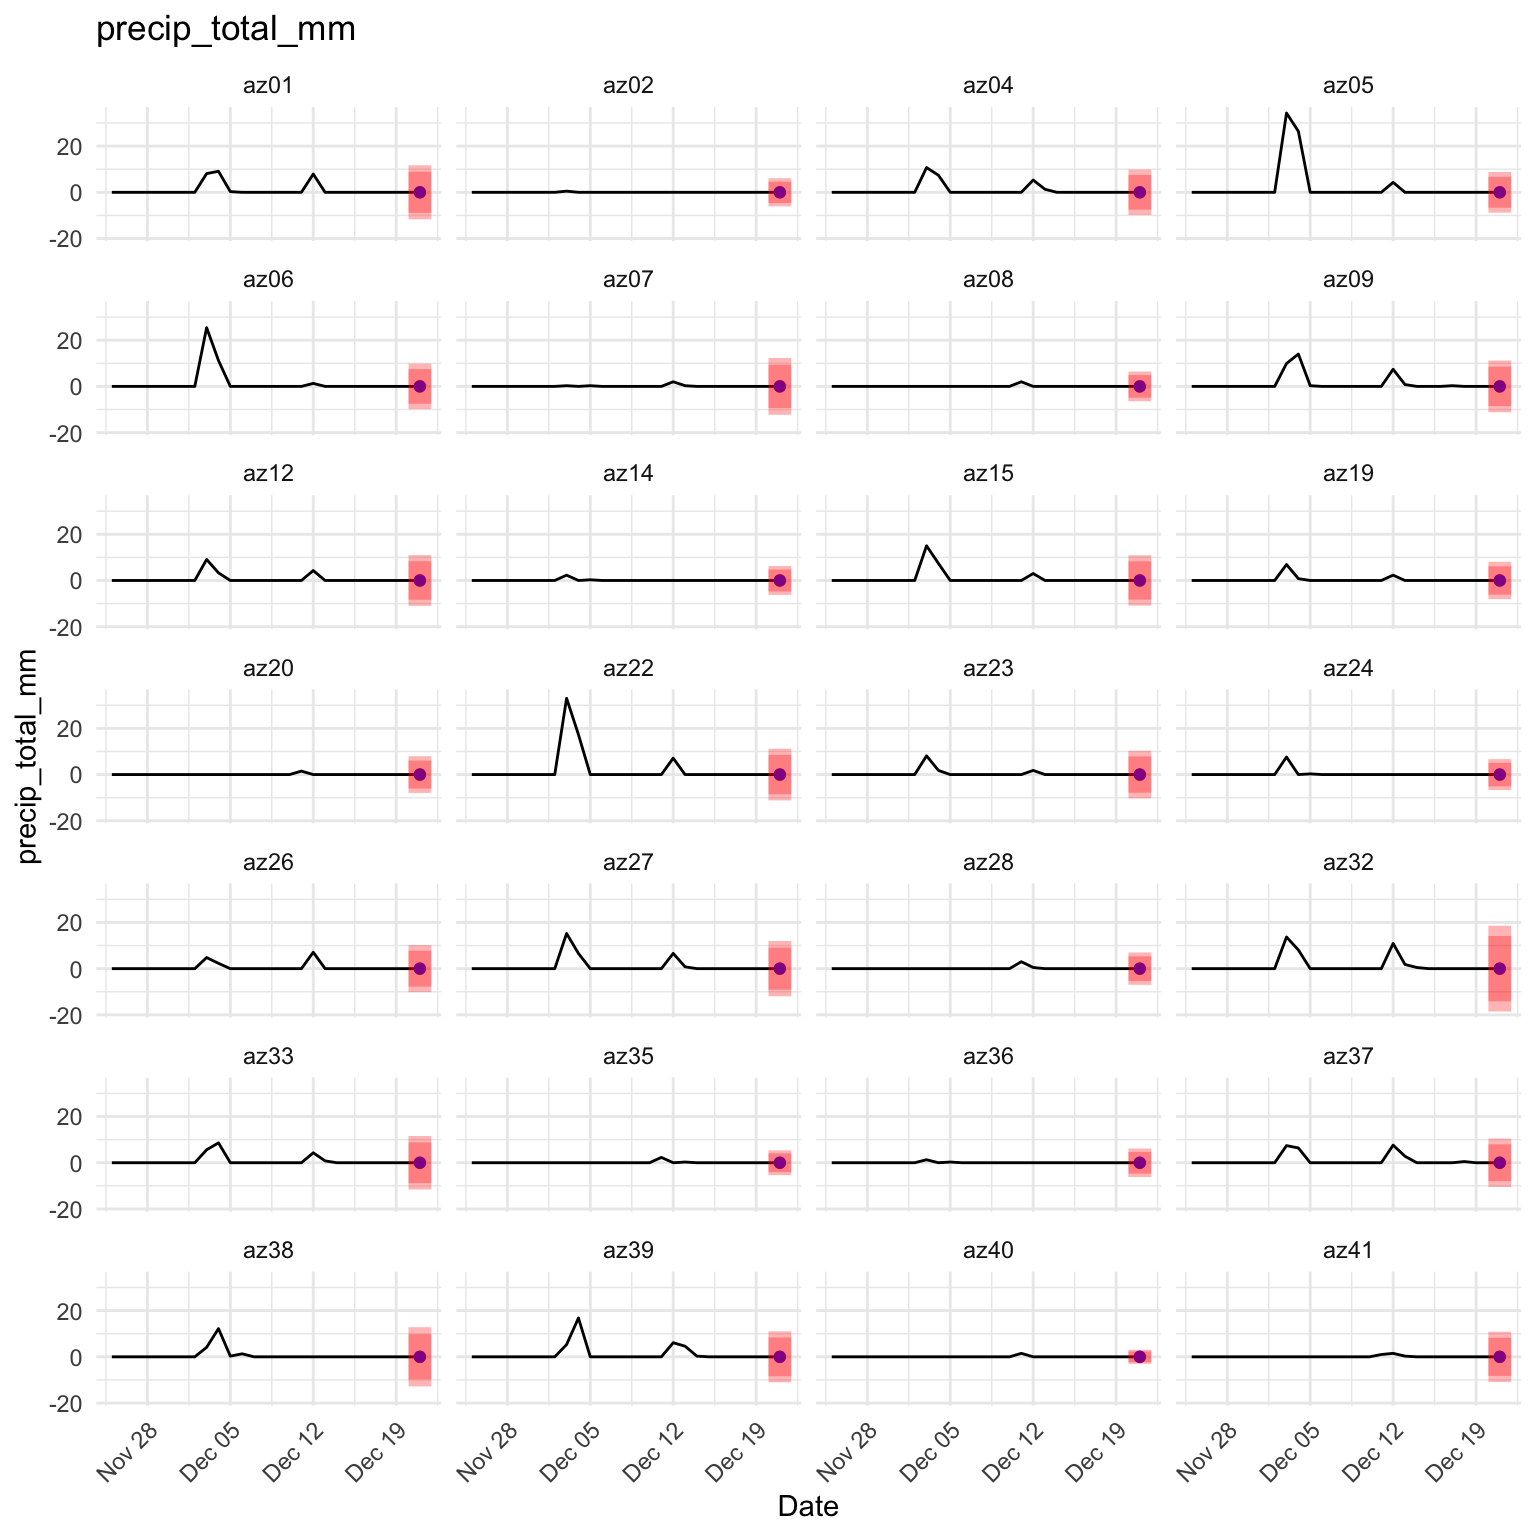 precip_total_mm
az01 az02 az04 az05
20
0
-20
az06 az07 az08 az09
20
0
-20
az12 az14 az15 az19
20
0
-20
az20 az22 az23 az24
20
0
-20
az26 az27 az28 az32
20
0
-20
az33 az35 az36 az37
20
0
-20
az38 az39 az40 az41
20
0
-20
precip_total_mm
Nov 28 Dec 05 Dec 12 Dec 19 Nov 28 Dec 05 Dec 12 Dec 19 Nov 28 Dec 05 Dec 12 Dec 19 Nov 28 Dec 05 Dec 12 Dec 19
Date